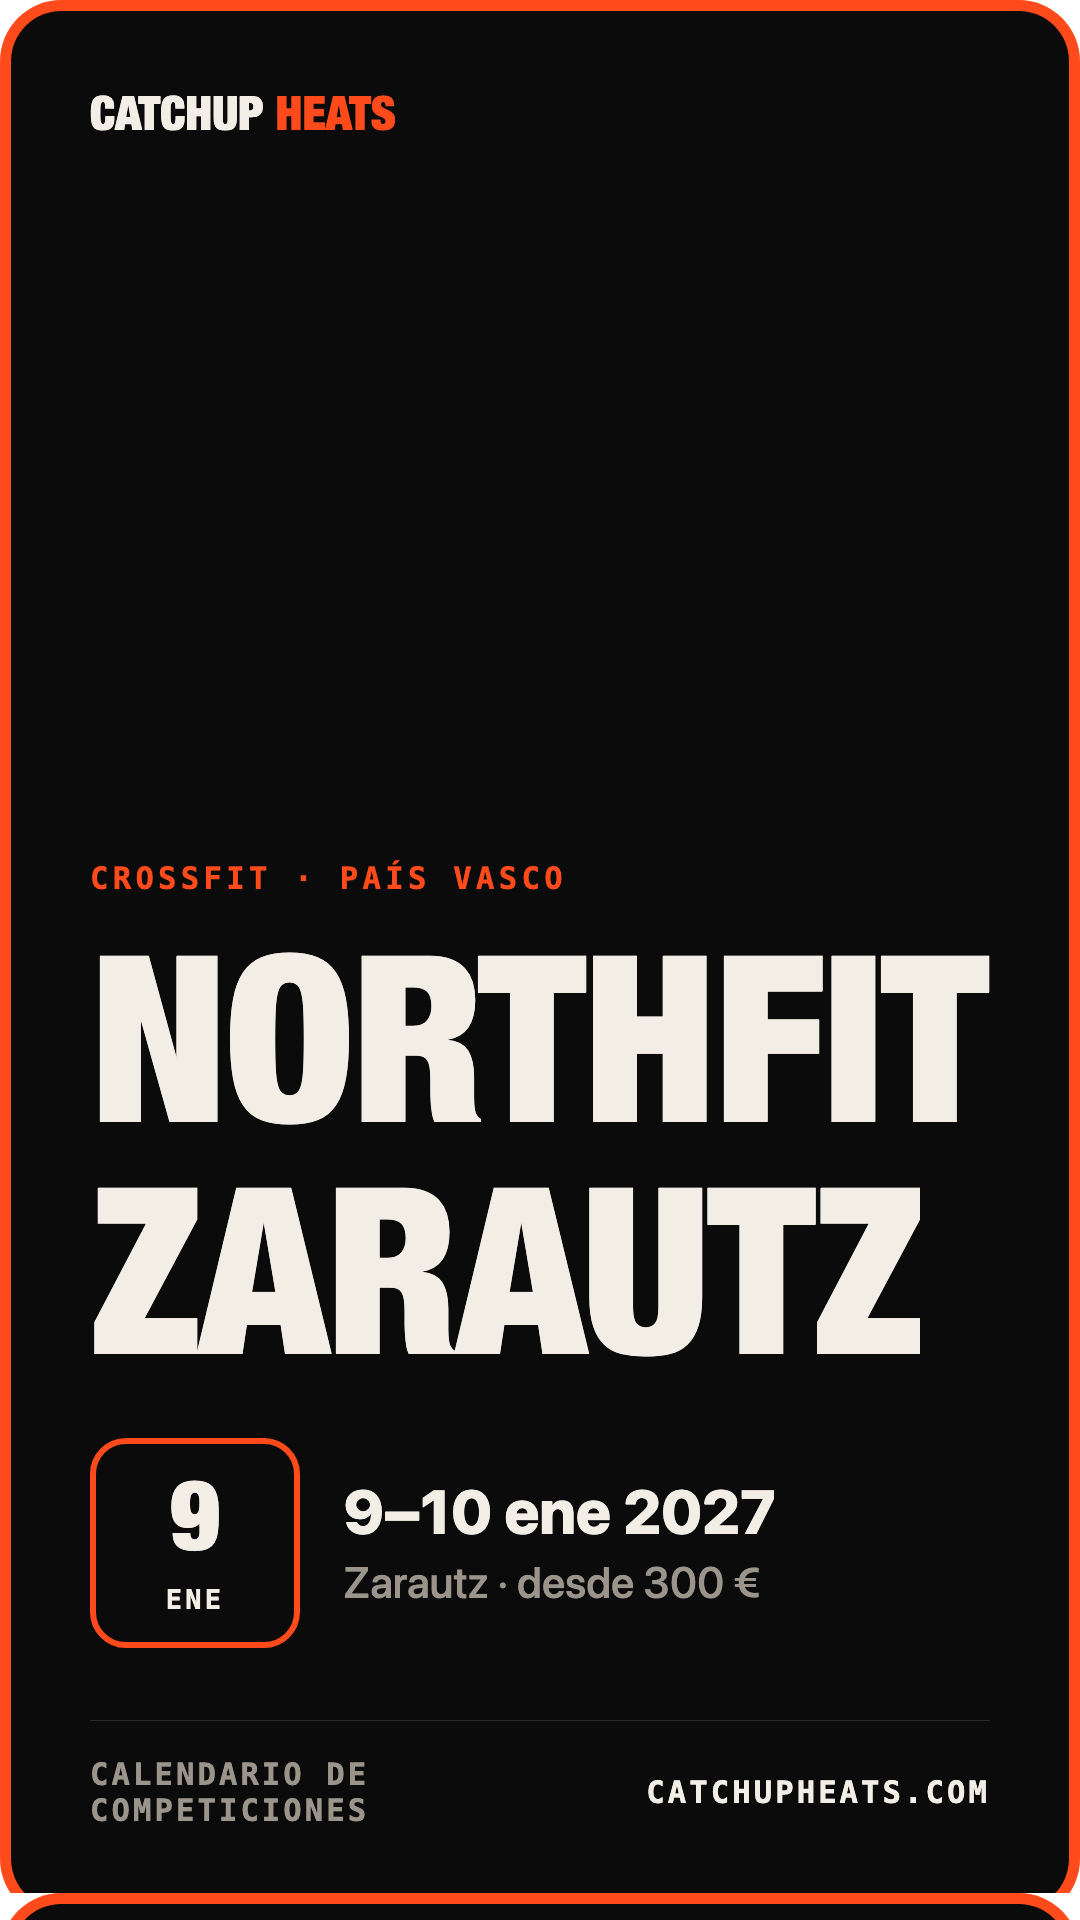 CATCHUP HEATS
CROSSFIT · PAÍS VASCO
NORTHFIT
ZARAUTZ
9
ENE
9–10 ene 2027
Zarautz · desde 300 €
CALENDARIO DE
COMPETICIONES
CATCHUPHEATS.COM